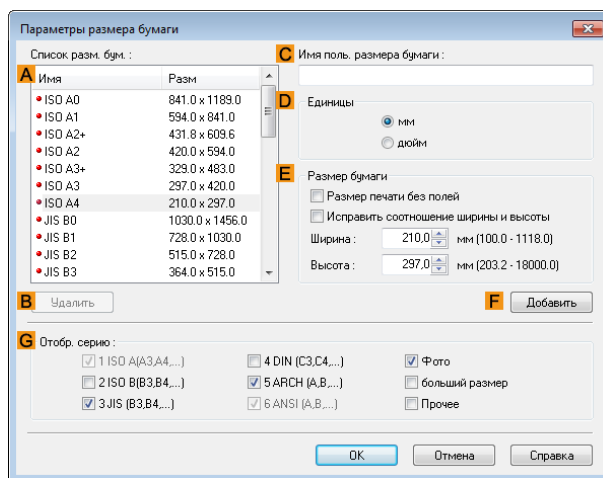 Параметры размера бумаги
Список разм. бум. :
C Имя поль. размера бумаги :
A Имя Разм
ISO A0 841.0 x 1189.0
ISO A1 594.0 x 841.0
ISO A2+ 431.8 x 609.6
ISO A2 420.0 x 594.0
ISO A3+ 329.0 x 483.0
ISO A3 297.0 x 420.0
ISO A4 210.0 x 297.0
JIS B0 1030.0 x 1456.0
JIS B1 728.0 x 1030.0
JIS B2 515.0 x 728.0
JIS B3 364.0 x 515.0
D Единицы
мм
дюйм
E Размер бумаги
Размер печати без полей
Исправить соотношение ширины и высоты
Ширина : 210,0 мм (100.0 - 1118.0)
Высота : 297,0 мм (203.2 - 18000.0)
B Удалить
F Добавить
G Отобр. серию :
1 ISO A(A3,A4,...) 4 DIN (C3,C4,...) Фото
2 ISO B(B3,B4,...) 5 ARCH (A,B,...) больший размер
3 JIS (B3,B4,...) 6 ANSI (A,B,...) Прочее
OK Отмена Справка